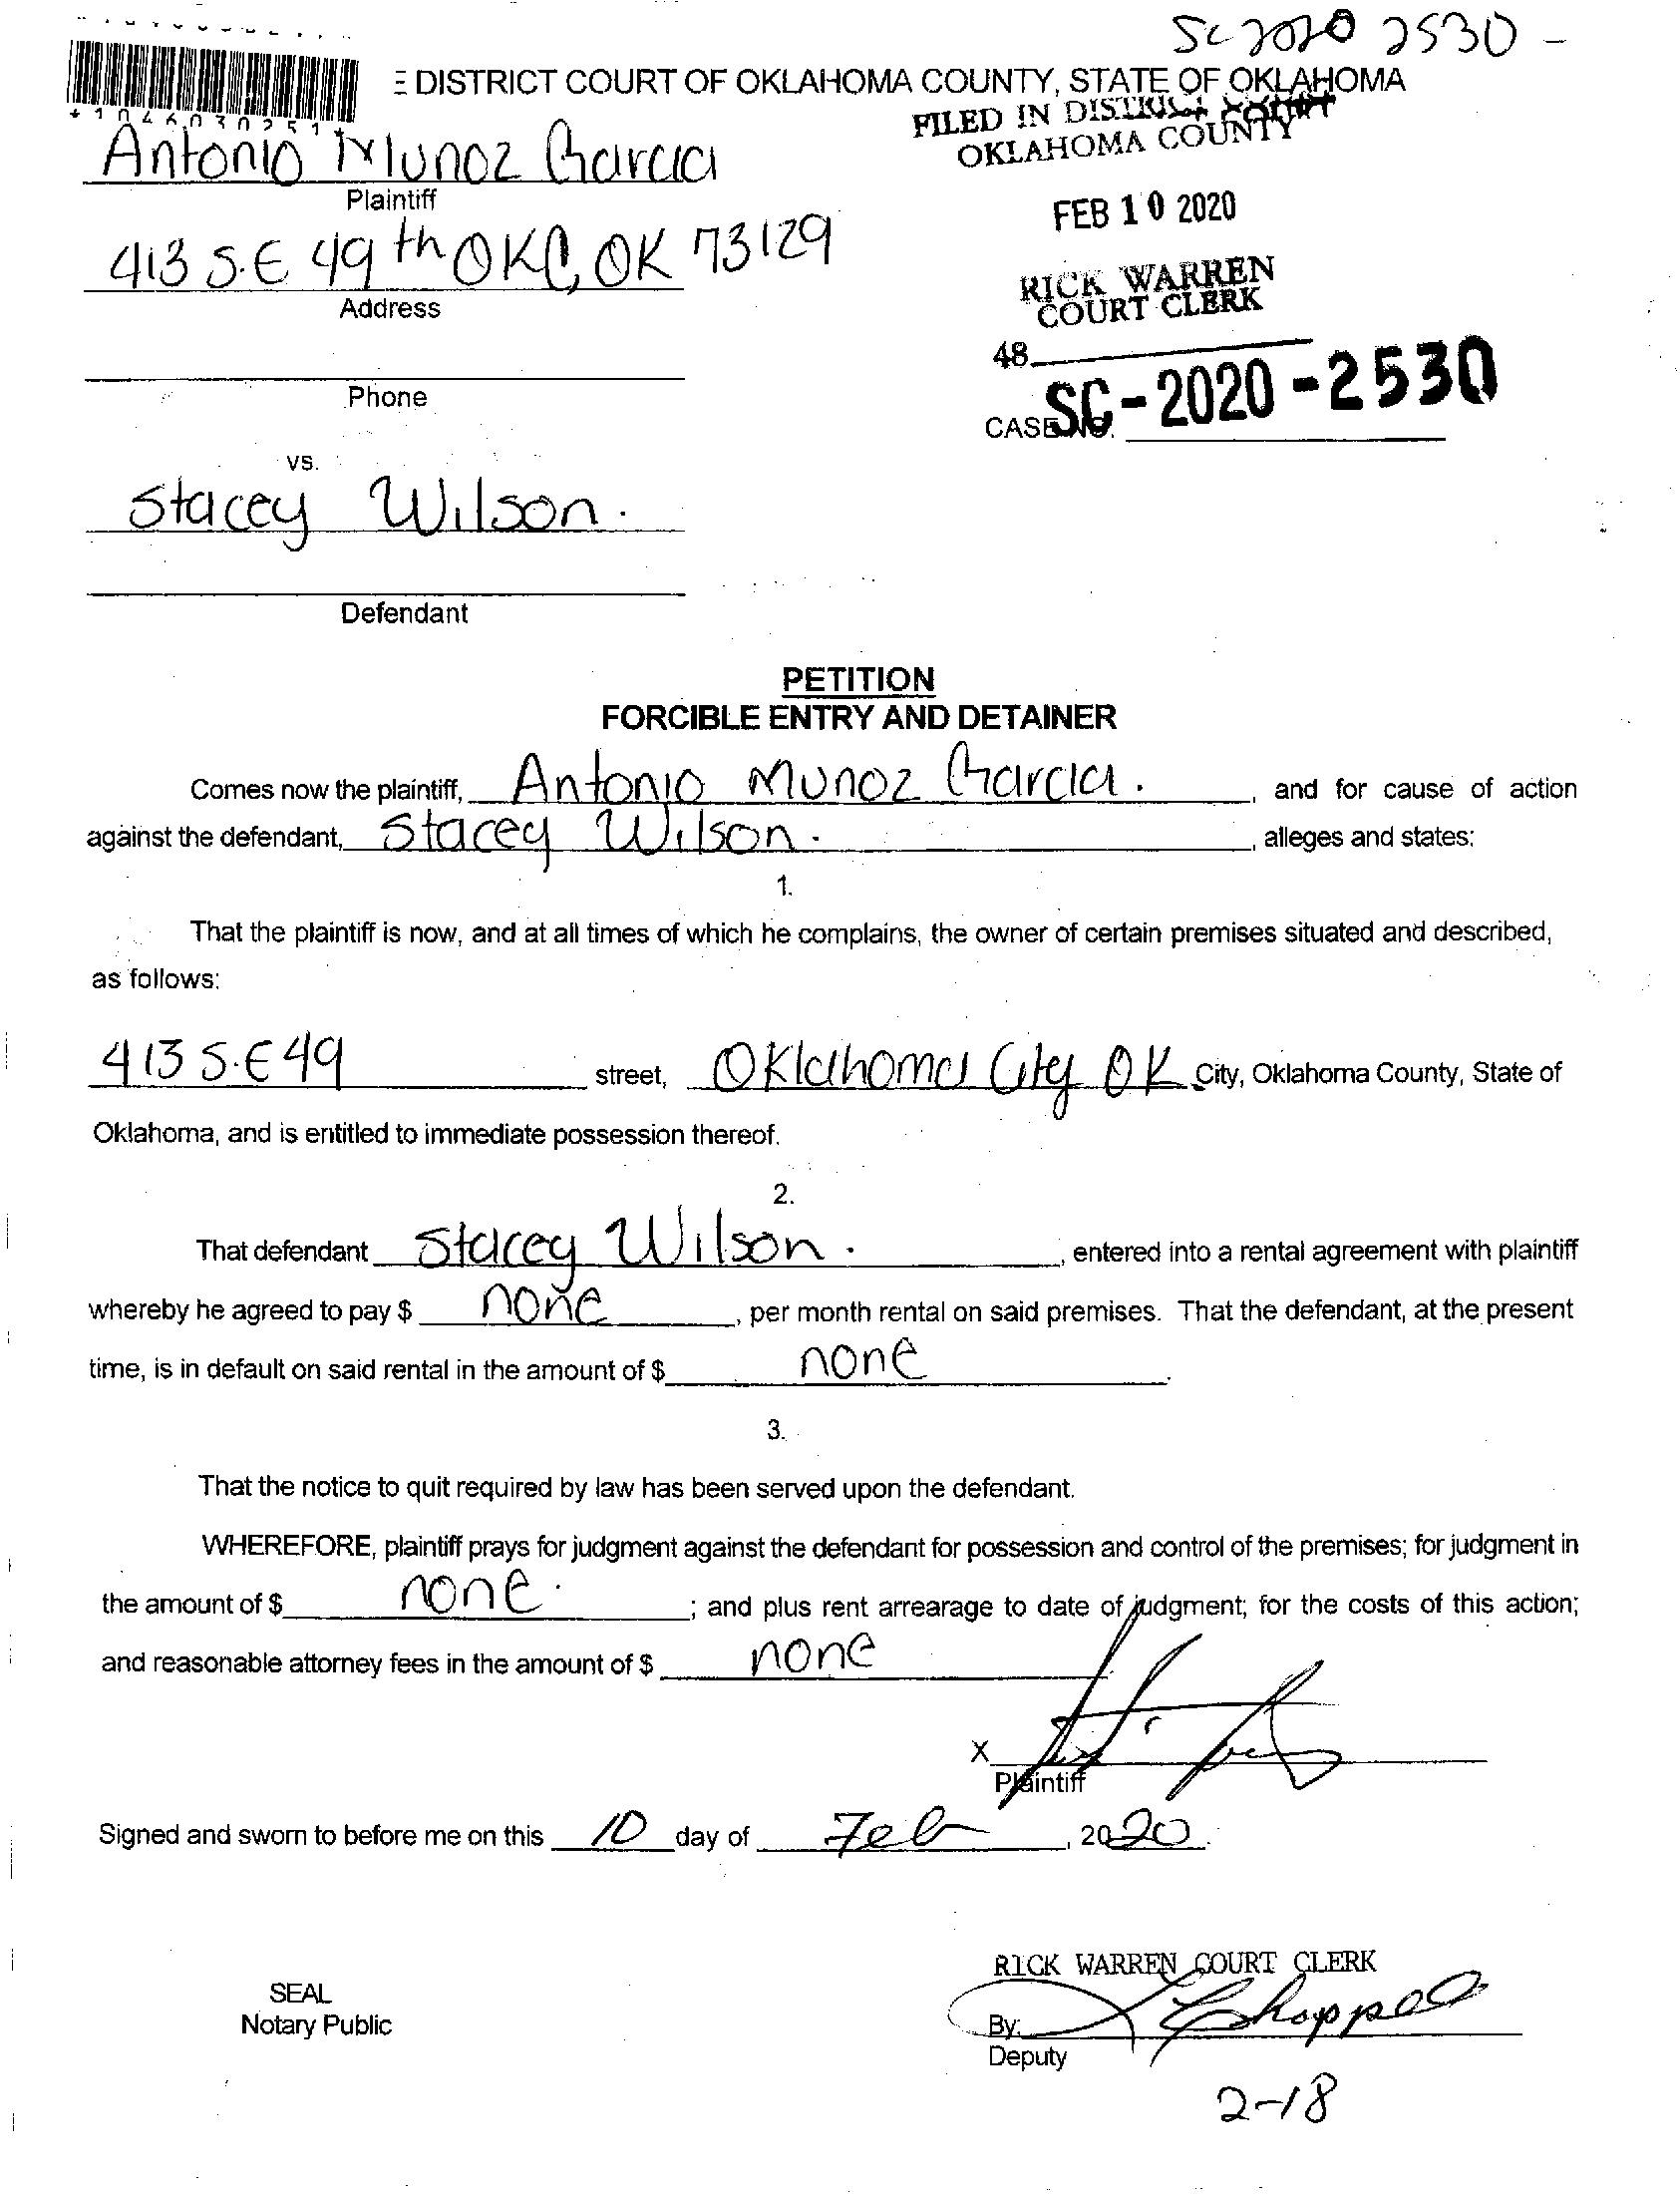 SC 2020 2530 -
E DISTRICT COURT OF OKLAHOMA COUNTY, STATE OF OKLAHOMA
FILED IN DISTRICT COURT
OKLAHOMA COUNTY
*1046030251*
Antonio Munoz Garcia
Plaintiff
FEB 10 2020
413 S.E 49th OKC, OK 73129
Address
RICK WARREN
COURT CLERK
48
Phone
CASE NO. SC-2020-2530
vs.
Stacey Wilson.
Defendant
PETITION
FORCIBLE ENTRY AND DETAINER
Comes now the plaintiff, Antonio Munoz Garcia. , and for cause of action
against the defendant, Stacey Wilson. , alleges and states:
1.
That the plaintiff is now, and at all times of which he complains, the owner of certain premises situated and described,
as follows:
413 S.E 49 street, Oklahoma City OK City, Oklahoma County, State of
Oklahoma, and is entitled to immediate possession thereof.
2.
That defendant Stacey Wilson. , entered into a rental agreement with plaintiff
whereby he agreed to pay $ none , per month rental on said premises. That the defendant, at the present
time, is in default on said rental in the amount of $ none .
3.
That the notice to quit required by law has been served upon the defendant.
WHEREFORE, plaintiff prays for judgment against the defendant for possession and control of the premises; for judgment in
the amount of $ none. ; and plus rent arrearage to date of judgment; for the costs of this action;
and reasonable attorney fees in the amount of $ none
X
Plaintiff
Signed and sworn to before me on this 10 day of Feb , 2020.
RICK WARREN COURT CLERK
SEAL
Notary Public
By: Chappell
Deputy
2-18